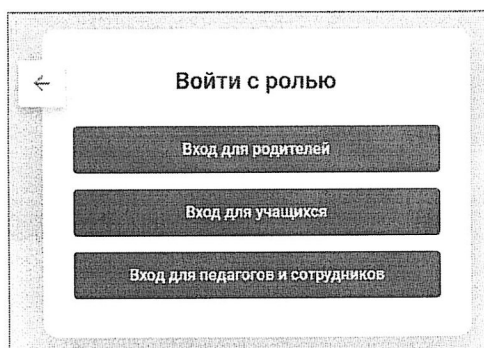 Войти с ролью
Вход для родителей
Вход для учащихся
Вход для педагогов и сотрудников